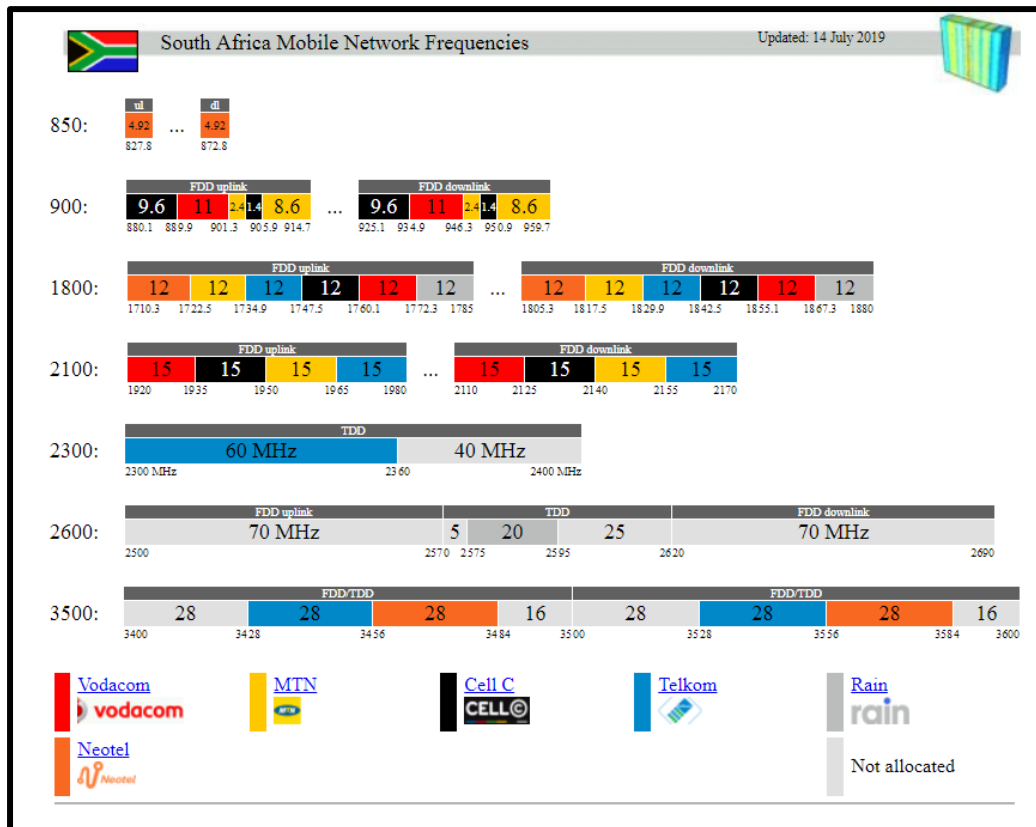 South Africa Mobile Network Frequencies
Updated: 14 July 2019
ul dl
850: 4.92 ... 4.92
827.8 872.8
FDD uplink FDD downlink
900: 9.6 11 2.4 1.4 8.6 ... 9.6 11 2.4 1.4 8.6
880.1 889.9 901.3 905.9 914.7 925.1 934.9 946.3 950.9 959.7
FDD uplink FDD downlink
1800: 12 12 12 12 12 12 ... 12 12 12 12 12 12
1710.3 1722.5 1734.9 1747.5 1760.1 1772.3 1785 1805.3 1817.5 1829.9 1842.5 1855.1 1867.3 1880
FDD uplink FDD downlink
2100: 15 15 15 15 ... 15 15 15 15
1920 1935 1950 1965 1980 2110 2125 2140 2155 2170
TDD
2300: 60 MHz 40 MHz
2300 MHz 2360 2400 MHz
FDD uplink TDD FDD downlink
2600: 70 MHz 5 20 25 70 MHz
2500 2570 2575 2595 2620 2690
FDD/TDD FDD/TDD
3500: 28 28 28 16 28 28 28 16
3400 3428 3456 3484 3500 3528 3556 3584 3600
Vodacom MTN Cell C Telkom Rain
vodacom MTN CELL C rain
Neotel
Neotel
Not allocated